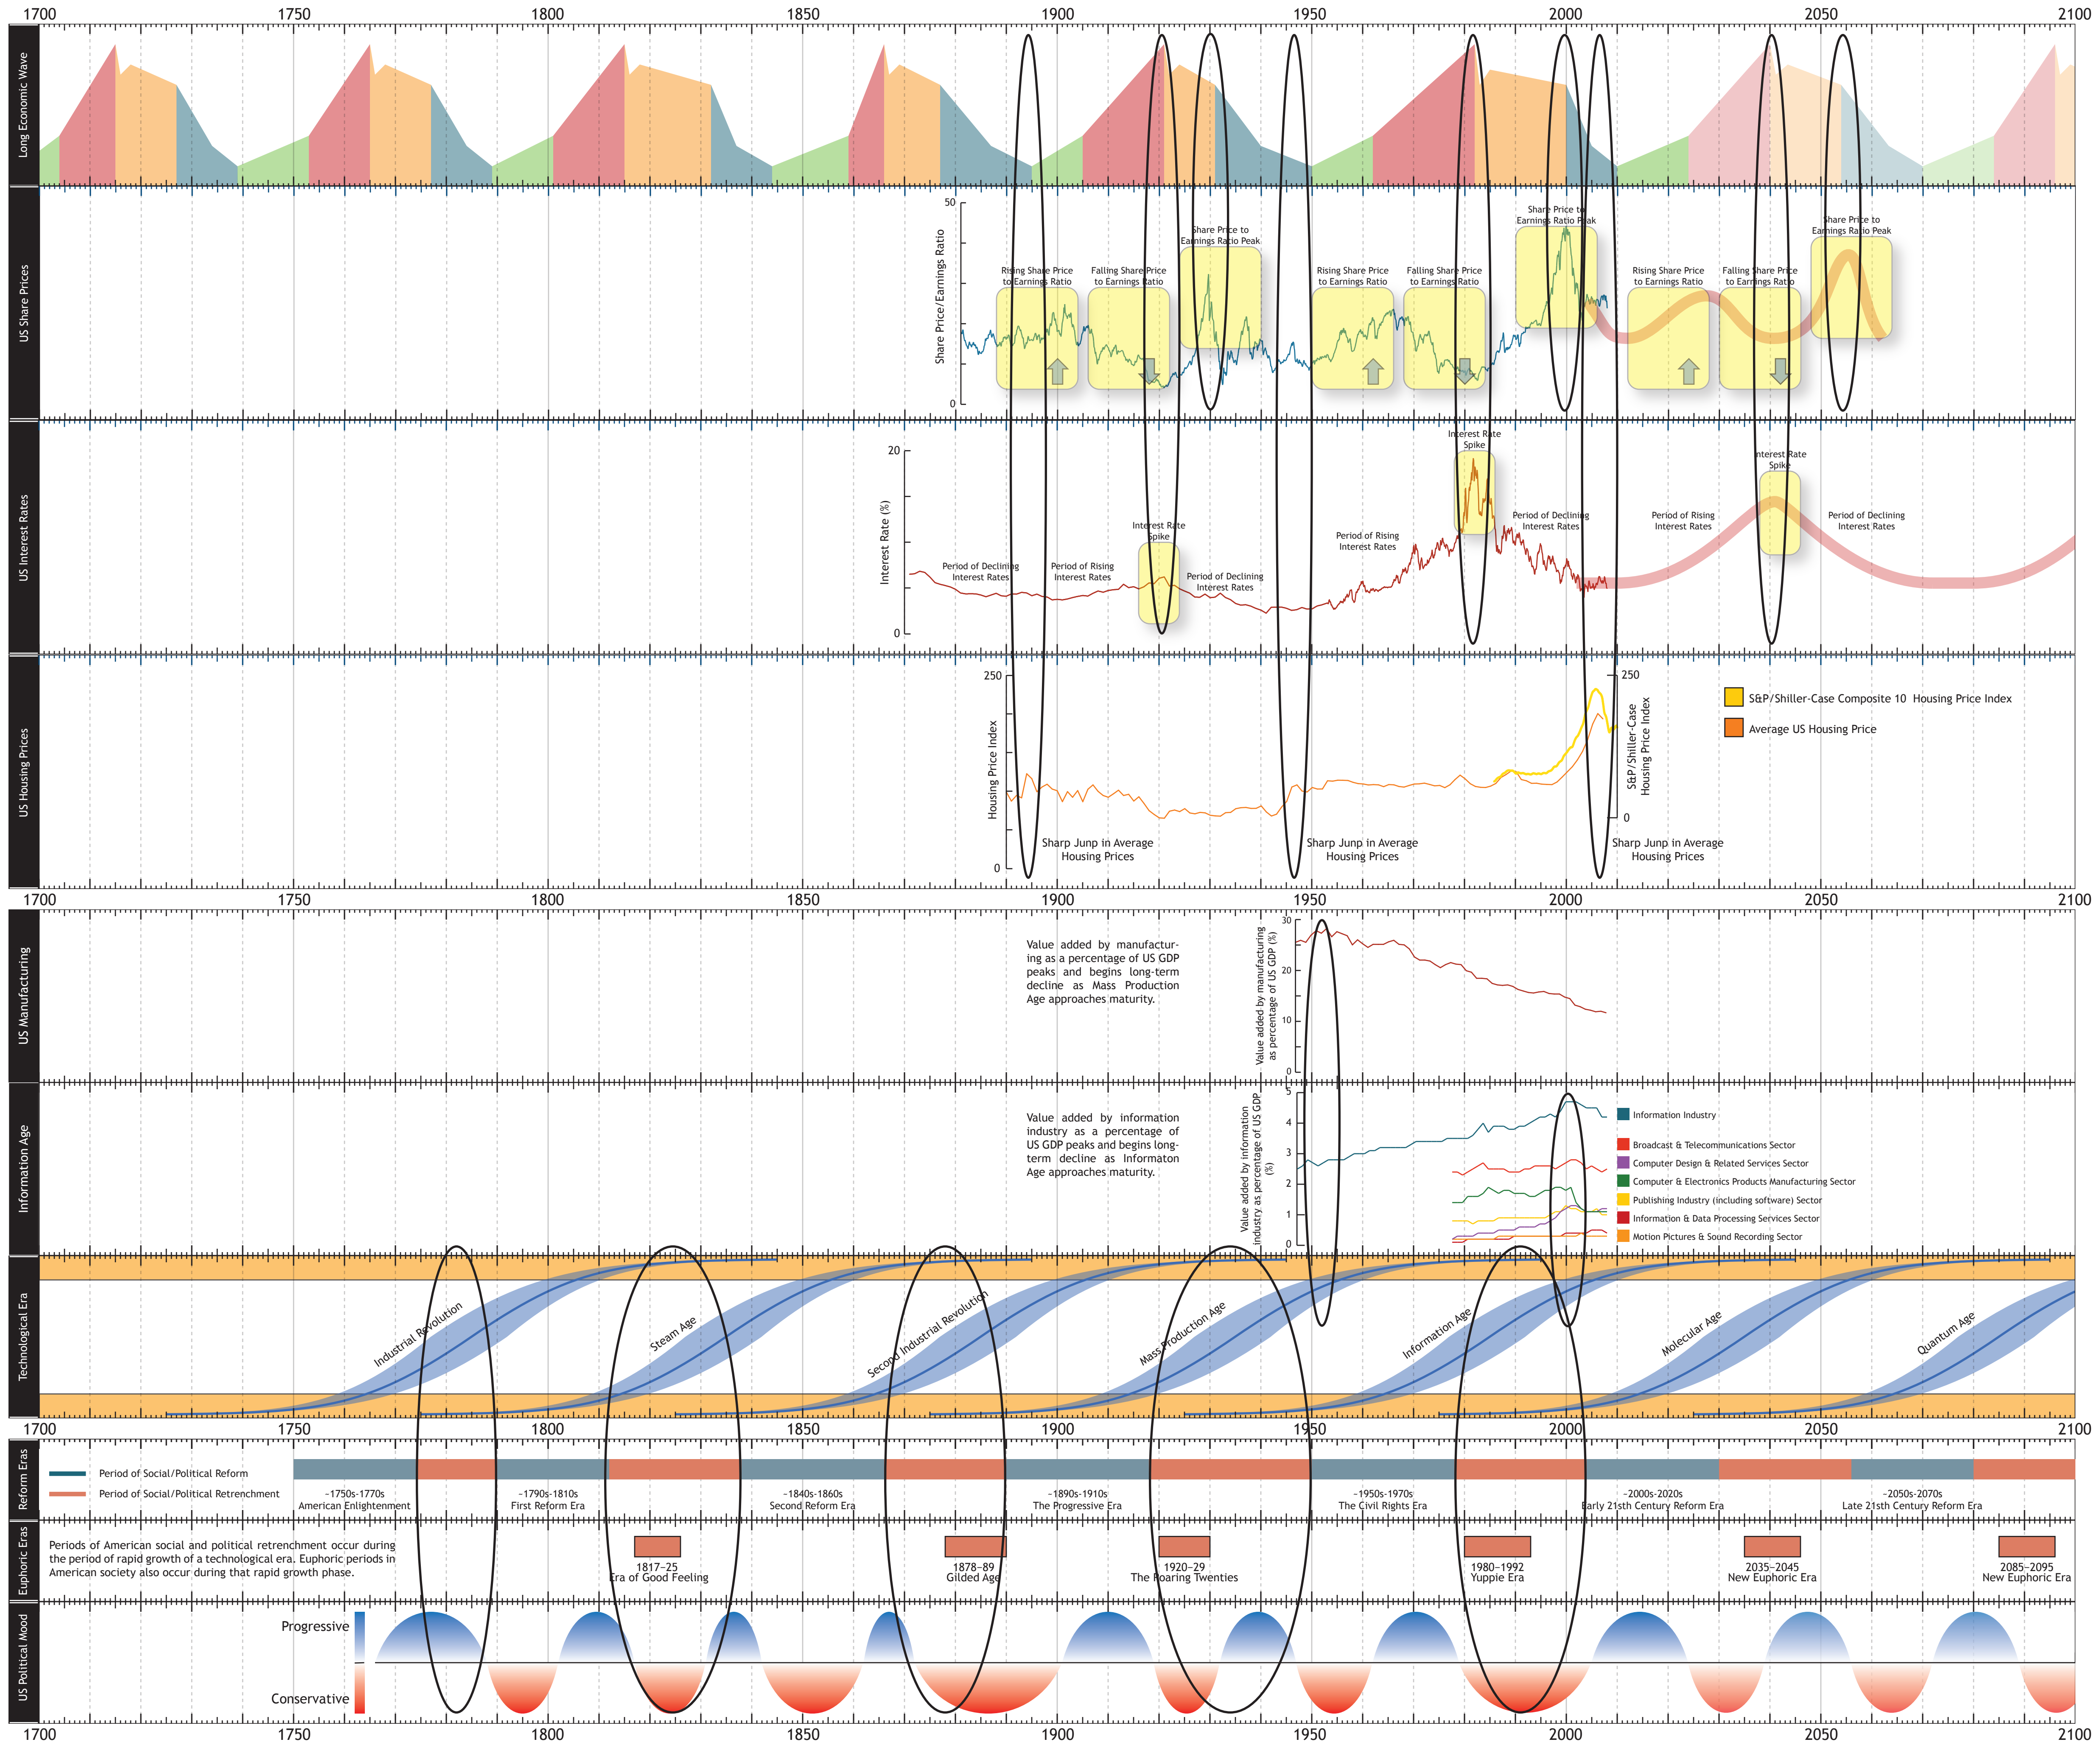 1700 1750 1800 1850 1900 1950 2000 2050 2100
Long Economic Wave
US Share Prices
Share Price/Earnings Ratio
50
0
Rising Share Price
to Earnings Ratio
Falling Share Price
to Earnings Ratio
Share Price to
Earnings Ratio Peak
Rising Share Price
to Earnings Ratio
Falling Share Price
to Earnings Ratio
Share Price to
Earnings Ratio Peak
Rising Share Price
to Earnings Ratio
Falling Share Price
to Earnings Ratio
Share Price to
Earnings Ratio Peak
US Interest Rates
Interest Rate (%)
20
0
Period of Declining
Interest Rates
Period of Rising
Interest Rates
Interest Rate
Spike
Period of Declining
Interest Rates
Period of Rising
Interest Rates
Interest Rate
Spike
Period of Declining
Interest Rates
Period of Rising
Interest Rates
Interest Rate
Spike
Period of Declining
Interest Rates
US Housing Prices
Housing Price Index
250
0
250
0
S&P/Shiller-Case
Housing Price Index
S&P/Shiller-Case Composite 10 Housing Price Index
Average US Housing Price
Sharp Junp in Average
Housing Prices
Sharp Junp in Average
Housing Prices
Sharp Junp in Average
Housing Prices
1700 1750 1800 1850 1900 1950 2000 2050 2100
US Manufacturing
Value added by manufactur-
ing as a percentage of US GDP
peaks and begins long-term
decline as Mass Production
Age approaches maturity.
Value added by manufacturing
as percentage of US GDP (%)
30
20
10
0
Information Age
Value added by information
industry as a percentage of
US GDP peaks and begins long-
term decline as Informaton
Age approaches maturity.
Value added by information
industry as percentage of US GDP
(%)
5
4
3
2
1
0
Information Industry
Broadcast & Telecommunications Sector
Computer Design & Related Services Sector
Computer & Electronics Products Manufacturing Sector
Publishing Industry (including software) Sector
Information & Data Processing Services Sector
Motion Pictures & Sound Recording Sector
Technological Era
Industrial Revolution
Steam Age
Second Industrial Revolution
Mass Production Age
Information Age
Molecular Age
Quantum Age
1700 1750 1800 1850 1900 1950 2000 2050 2100
Reform Eras
Period of Social/Political Reform
Period of Social/Political Retrenchment
~1750s-1770s
American Enlightenment
~1790s-1810s
First Reform Era
~1840s-1860s
Second Reform Era
~1890s-1910s
The Progressive Era
~1950s-1970s
The Civil Rights Era
~2000s-2020s
Early 21sth Century Reform Era
~2050s-2070s
Late 21stth Century Reform Era
Euphoric Eras
Periods of American social and political retrenchment occur during
the period of rapid growth of a technological era. Euphoric periods in
American society also occur during that rapid growth phase.
1817-25
Era of Good Feeling
1878-89
Gilded Age
1920-29
The Roaring Twenties
1980-1992
Yuppie Era
2035-2045
New Euphoric Era
2085-2095
New Euphoric Era
US Political Mood
Progressive
Conservative
1700 1750 1800 1850 1900 1950 2000 2050 2100